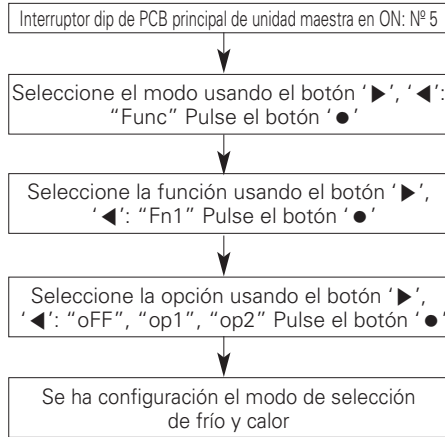 Interruptor dip de PCB principal de unidad maestra en ON: Nº 5
Seleccione el modo usando el botón ‘▶’, ‘◀’:
“Func” Pulse el botón ‘●’
Seleccione la función usando el botón ‘▶’,
‘◀’: “Fn1” Pulse el botón ‘●’
Seleccione la opción usando el botón ‘▶’,
‘◀’: “oFF”, “op1”, “op2” Pulse el botón ‘●’
Se ha configuración el modo de selección
de frío y calor